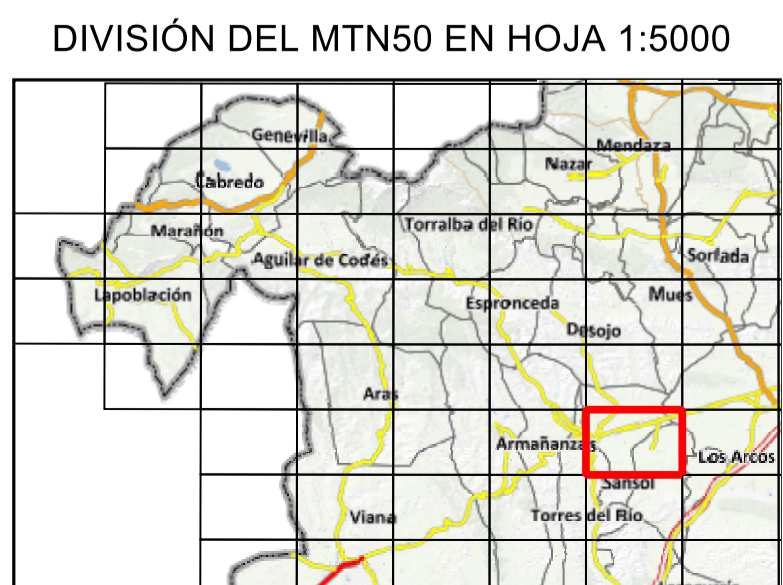 DIVISIÓN DEL MTN50 EN HOJA 1:5000
Genevilla
Mendaza
Nazar
Cabredo
Torralba del Río
Marañón
Sorlada
Aguilar de Codés
Lapoblación
Mues
Espronceda
Desojo
Aras
Armañanzas
Los Arcos
Sansol
Viana
Torres del Río